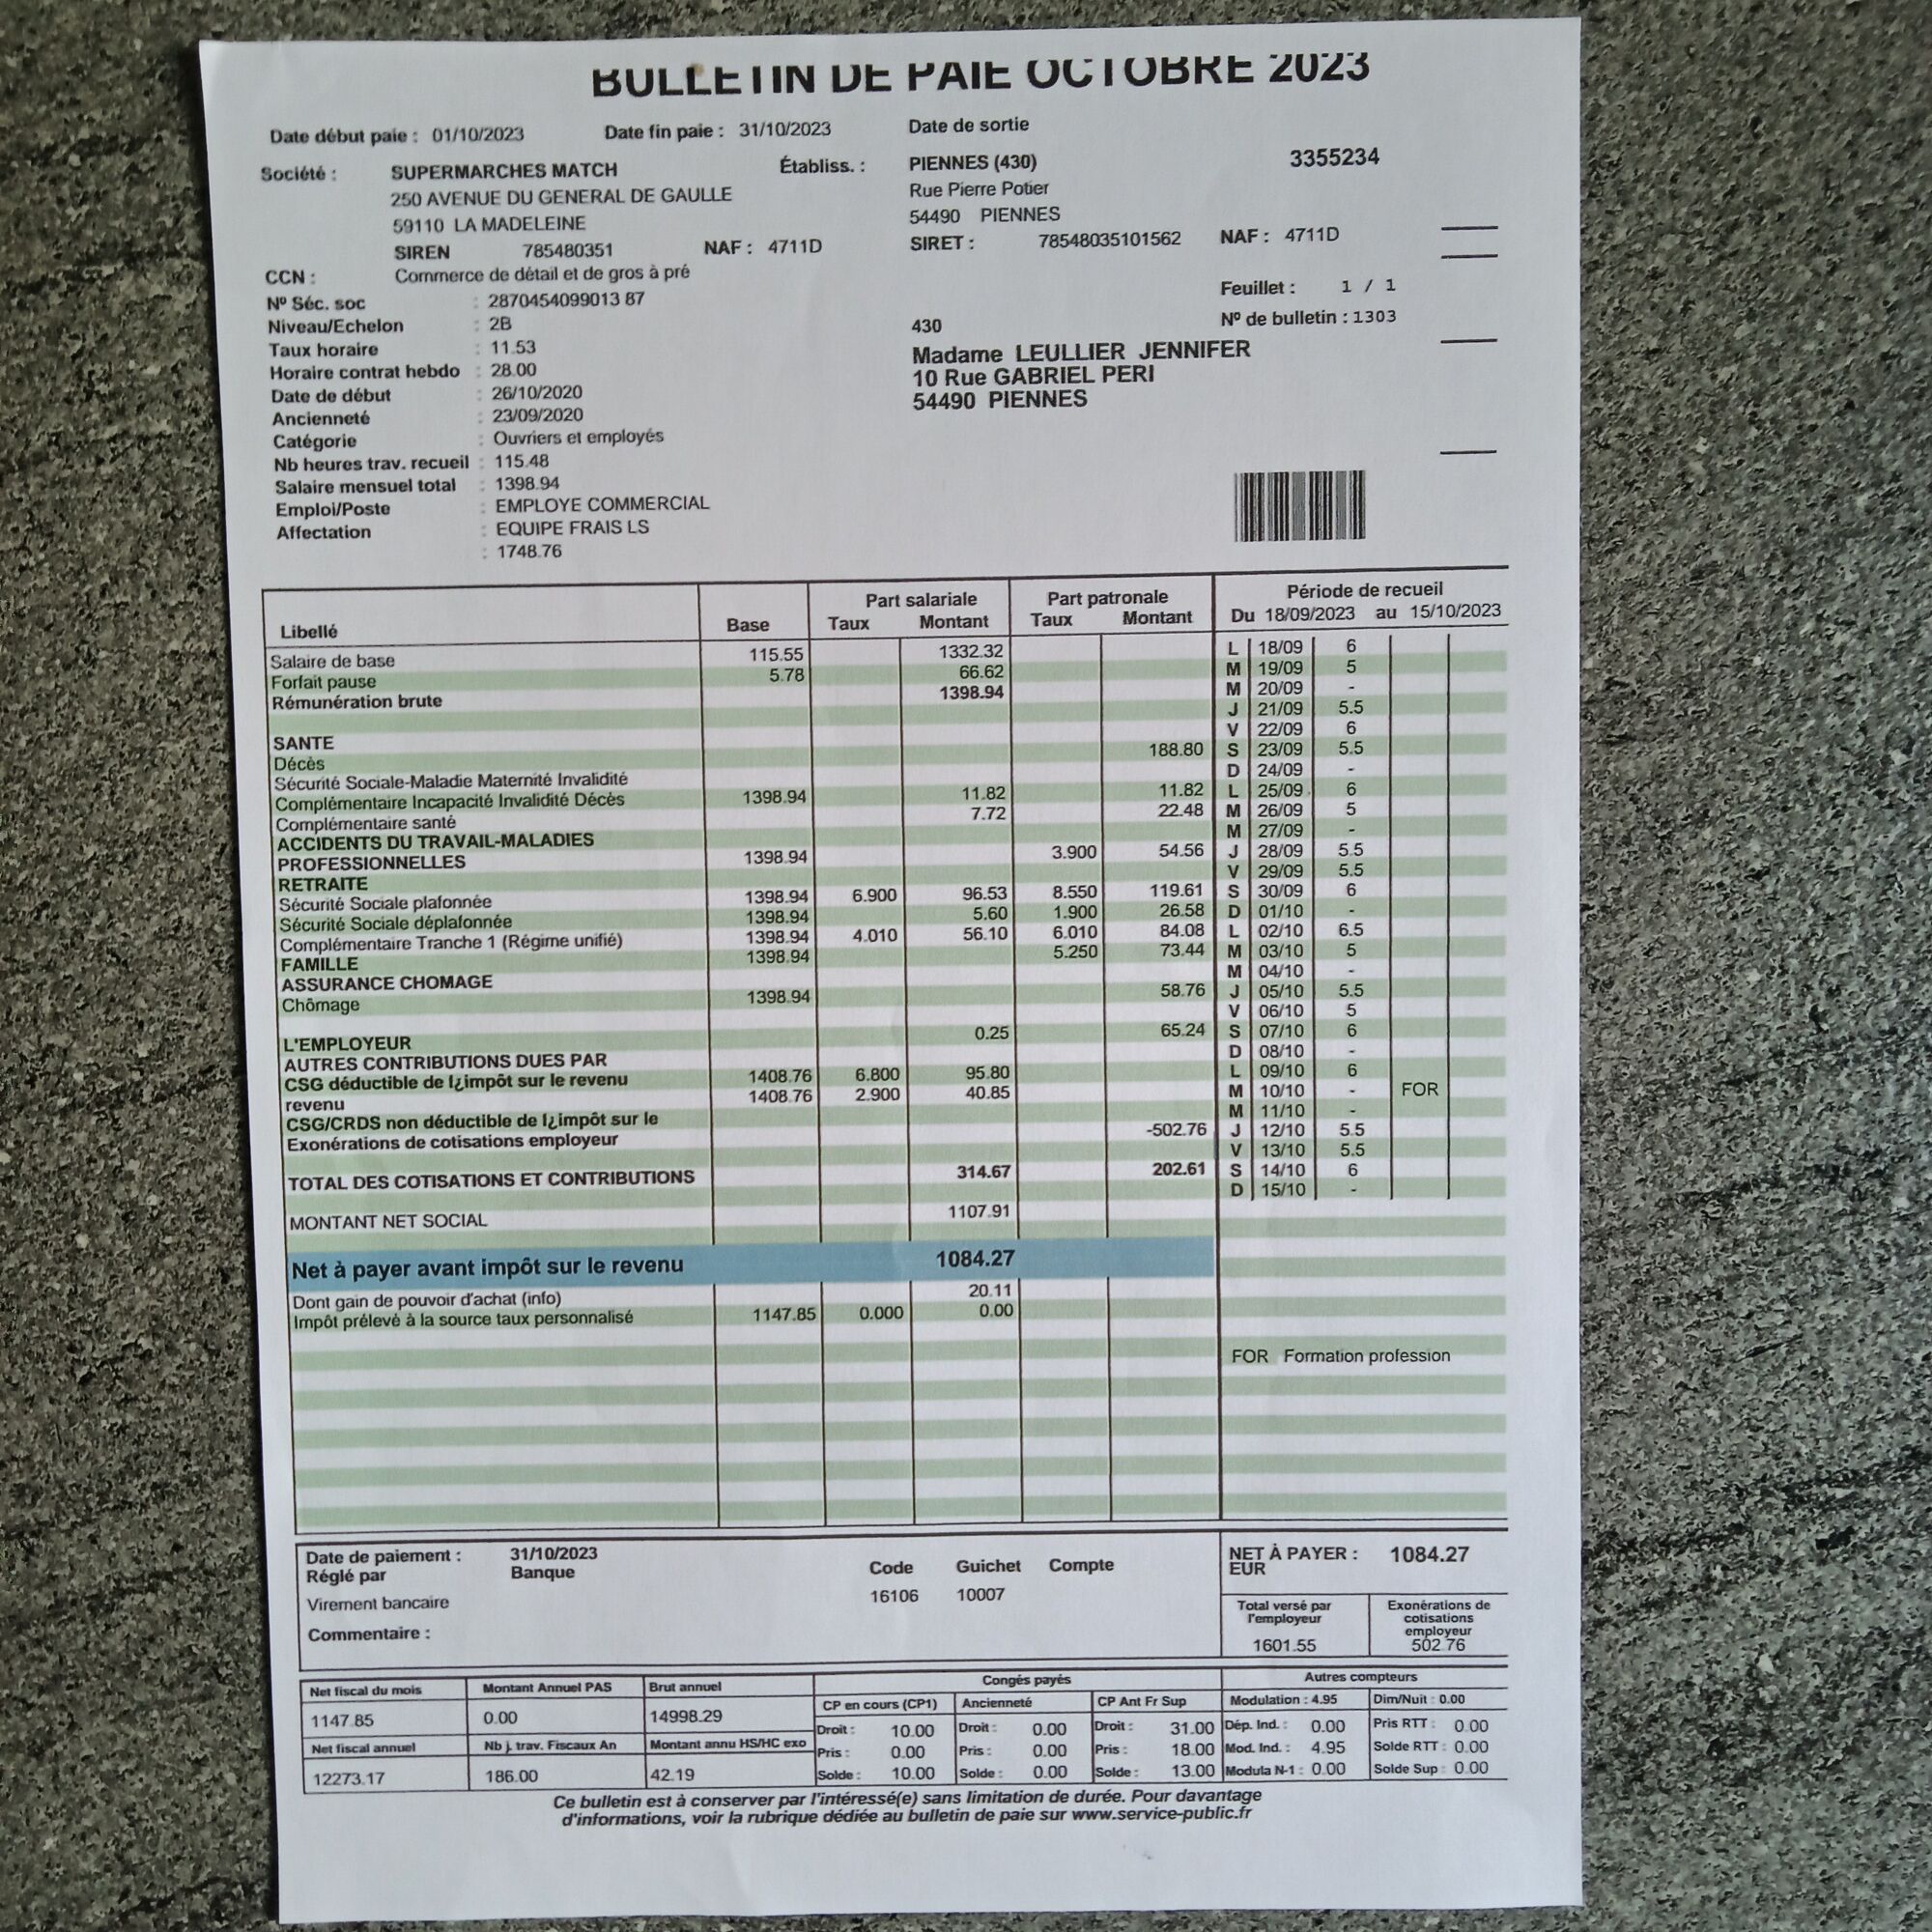 BULLETIN DE PAIE OCTOBRE 2023
Date début paie : 01/10/2023 Date fin paie : 31/10/2023 Date de sortie
Société : SUPERMARCHES MATCH Établiss. : PIENNES (430) 3355234
250 AVENUE DU GENERAL DE GAULLE Rue Pierre Potier
59110 LA MADELEINE 54490 PIENNES
SIREN 785480351 NAF : 4711D SIRET : 78548035101562 NAF : 4711D
CCN : Commerce de détail et de gros à pré
Nº Séc. soc : 2870454099013 87 Feuillet : 1 / 1
Niveau/Echelon : 2B 430 Nº de bulletin : 1303
Taux horaire : 11.53 Madame LEULLIER JENNIFER
Horaire contrat hebdo : 28.00 10 Rue GABRIEL PERI
Date de début : 26/10/2020 54490 PIENNES
Ancienneté : 23/09/2020
Catégorie : Ouvriers et employés
Nb heures trav. recueil : 115.48
Salaire mensuel total : 1398.94
Emploi/Poste : EMPLOYE COMMERCIAL
Affectation : EQUIPE FRAIS LS
: 1748.76
Part salariale Part patronale Période de recueil
Libellé Base Taux Montant Taux Montant Du 18/09/2023 au 15/10/2023
Salaire de base 115.55 1332.32 L 18/09 6
Forfait pause 5.78 66.62 M 19/09 5
Rémunération brute 1398.94 M 20/09 -
J 21/09 5.5
SANTE V 22/09 6
Décès 188.80 S 23/09 5.5
Sécurité Sociale-Maladie Maternité Invalidité D 24/09 -
Complémentaire Incapacité Invalidité Décès 1398.94 11.82 11.82 L 25/09 6
Complémentaire santé 7.72 22.48 M 26/09 5
ACCIDENTS DU TRAVAIL-MALADIES M 27/09 -
PROFESSIONNELLES 1398.94 3.900 54.56 J 28/09 5.5
RETRAITE V 29/09 5.5
Sécurité Sociale plafonnée 1398.94 6.900 96.53 8.550 119.61 S 30/09 6
Sécurité Sociale déplafonnée 1398.94 5.60 1.900 26.58 D 01/10 -
Complémentaire Tranche 1 (Régime unifié) 1398.94 4.010 56.10 6.010 84.08 L 02/10 6.5
FAMILLE 1398.94 5.250 73.44 M 03/10 5
ASSURANCE CHOMAGE M 04/10 -
Chômage 1398.94 58.76 J 05/10 5.5
V 06/10 5
L'EMPLOYEUR 0.25 65.24 S 07/10 6
AUTRES CONTRIBUTIONS DUES PAR D 08/10 -
CSG déductible de l¿impôt sur le revenu 1408.76 6.800 95.80 L 09/10 6
revenu 1408.76 2.900 40.85 M 10/10 - FOR
CSG/CRDS non déductible de l¿impôt sur le M 11/10 -
Exonérations de cotisations employeur -502.76 J 12/10 5.5
V 13/10 5.5
TOTAL DES COTISATIONS ET CONTRIBUTIONS 314.67 202.61 S 14/10 6
D 15/10 -
MONTANT NET SOCIAL 1107.91
Net à payer avant impôt sur le revenu 1084.27
Dont gain de pouvoir d'achat (info) 20.11
Impôt prélevé à la source taux personnalisé 1147.85 0.000 0.00
FOR Formation profession
Date de paiement : 31/10/2023 NET À PAYER : 1084.27
Réglé par Banque Code Guichet Compte EUR
Virement bancaire 16106 10007
Total versé par l'employeur Exonérations de cotisations employeur
Commentaire : 1601.55 502.76
Congés payés Autres compteurs
Net fiscal du mois Montant Annuel PAS Brut annuel CP en cours (CP1) Ancienneté CP Ant Fr Sup Modulation : 4.95 Dim/Nuit : 0.00
1147.85 0.00 14998.29 Droit : 10.00 Droit : 0.00 Droit : 31.00 Dép. Ind. : 0.00 Pris RTT : 0.00
Net fiscal annuel Nb j. trav. Fiscaux An Montant annu HS/HC exo Pris : 0.00 Pris : 0.00 Pris : 18.00 Mod. Ind. : 4.95 Solde RTT : 0.00
12273.17 186.00 42.19 Solde : 10.00 Solde : 0.00 Solde : 13.00 Modula N-1 : 0.00 Solde Sup : 0.00
Ce bulletin est à conserver par l'intéressé(e) sans limitation de durée. Pour davantage
d'informations, voir la rubrique dédiée au bulletin de paie sur www.service-public.fr